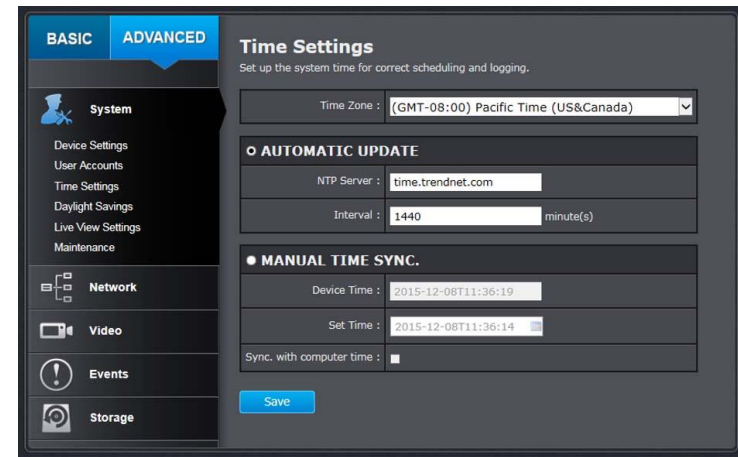 BASIC
ADVANCED
System
Device Settings
User Accounts
Time Settings
Daylight Savings
Live View Settings
Maintenance
Network
Video
Events
Storage
Time Settings
Set up the system time for correct scheduling and logging.
Time Zone : (GMT-08:00) Pacific Time (US&Canada)
AUTOMATIC UPDATE
NTP Server : time.trendnet.com
Interval : 1440 minute(s)
MANUAL TIME SYNC.
Device Time : 2015-12-08T11:36:19
Set Time : 2015-12-08T11:36:14
Sync. with computer time :
Save